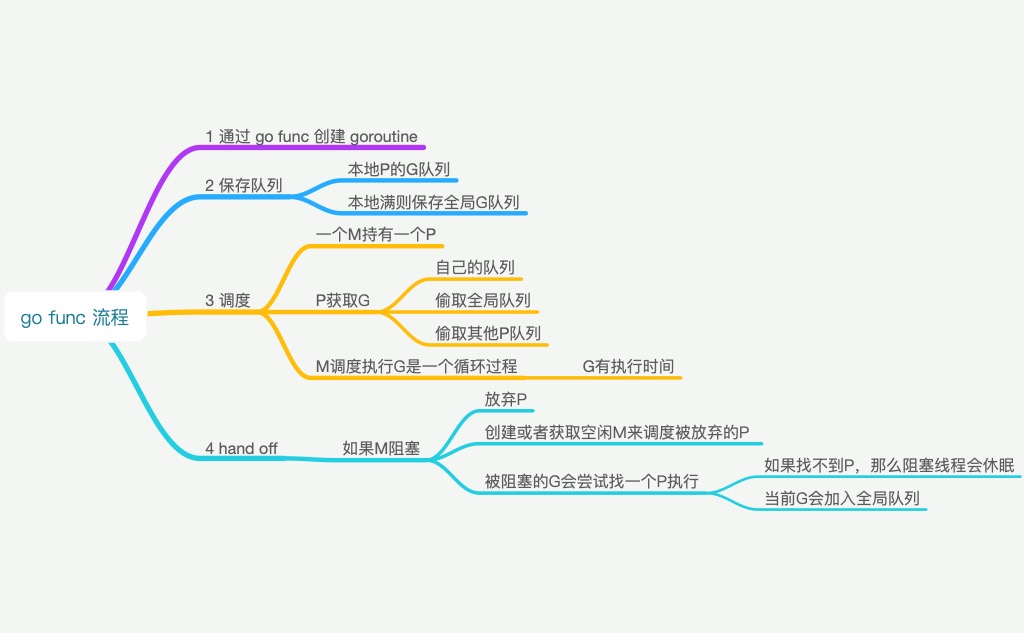 go func 流程
1 通过 go func 创建 goroutine
2 保存队列
本地P的G队列
本地满则保存全局G队列
3 调度
一个M持有一个P
P获取G
自己的队列
偷取全局队列
偷取其他P队列
M调度执行G是一个循环过程
G有执行时间
4 hand off
如果M阻塞
放弃P
创建或者获取空闲M来调度被放弃的P
被阻塞的G会尝试找一个P执行
如果找不到P，那么阻塞线程会休眠
当前G会加入全局队列